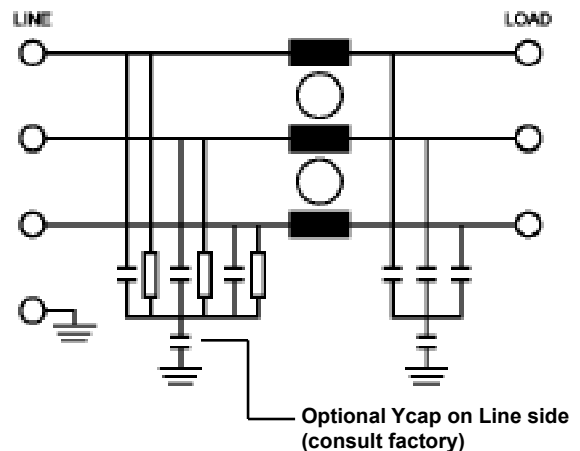 LINE
LOAD
Optional Ycap on Line side
(consult factory)